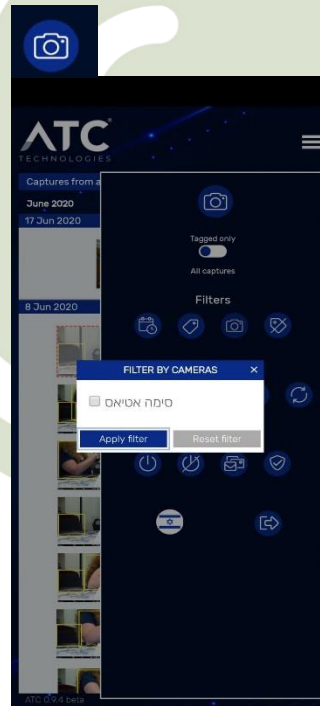 ATC
TECHNOLOGIES
Captures from a
June 2020
17 Jun 2020
Tagged only
All captures
Filters
8 Jun 2020
FILTER BY CAMERAS ×
סימה אטיאס
Apply filter Reset filter
ATC 0.9.4 beta